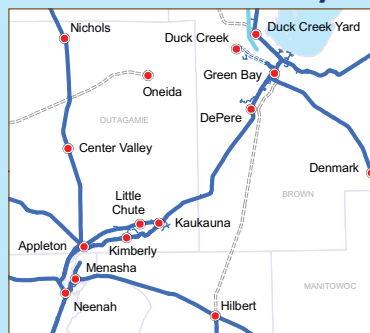 Nichols
Duck Creek Yard
Duck Creek
Green Bay
Oneida
DePere
OUTAGAMIE
Center Valley
Denmark
BROWN
Little
Chute
Kaukauna
Appleton
Kimberly
Menasha
MANITOWOC
Neenah
Hilbert